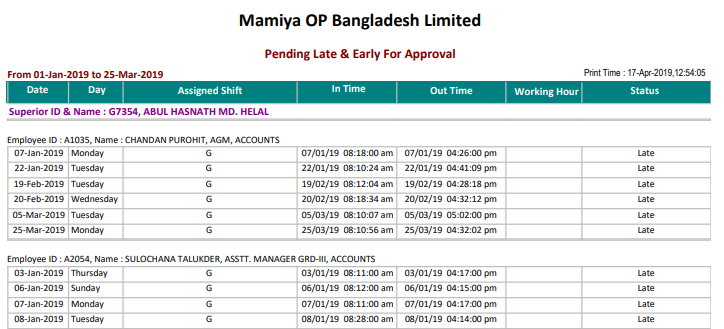 Mamiya OP Bangladesh Limited
Pending Late & Early For Approval
From 01-Jan-2019 to 25-Mar-2019 Print Time : 17-Apr-2019,12:54:05
Date Day Assigned Shift In Time Out Time Working Hour Status
Superior ID & Name : G7354, ABUL HASNATH MD. HELAL
Employee ID : A1035, Name : CHANDAN PUROHIT, AGM, ACCOUNTS
07-Jan-2019 Monday G 07/01/19 08:18:00 am 07/01/19 04:26:00 pm Late
22-Jan-2019 Tuesday G 22/01/19 08:10:24 am 22/01/19 04:41:09 pm Late
19-Feb-2019 Tuesday G 19/02/19 08:12:04 am 19/02/19 04:28:18 pm Late
20-Feb-2019 Wednesday G 20/02/19 08:18:34 am 20/02/19 04:32:12 pm Late
05-Mar-2019 Tuesday G 05/03/19 08:10:07 am 05/03/19 05:02:00 pm Late
25-Mar-2019 Monday G 25/03/19 08:10:56 am 25/03/19 04:32:02 pm Late
Employee ID : A2054, Name : SULOCHANA TALUKDER, ASSTT. MANAGER GRD-III, ACCOUNTS
03-Jan-2019 Thursday G 03/01/19 08:11:00 am 03/01/19 04:17:00 pm Late
06-Jan-2019 Sunday G 06/01/19 08:12:00 am 06/01/19 04:15:00 pm Late
07-Jan-2019 Monday G 07/01/19 08:11:00 am 07/01/19 04:17:00 pm Late
08-Jan-2019 Tuesday G 08/01/19 08:28:00 am 08/01/19 04:14:00 pm Late